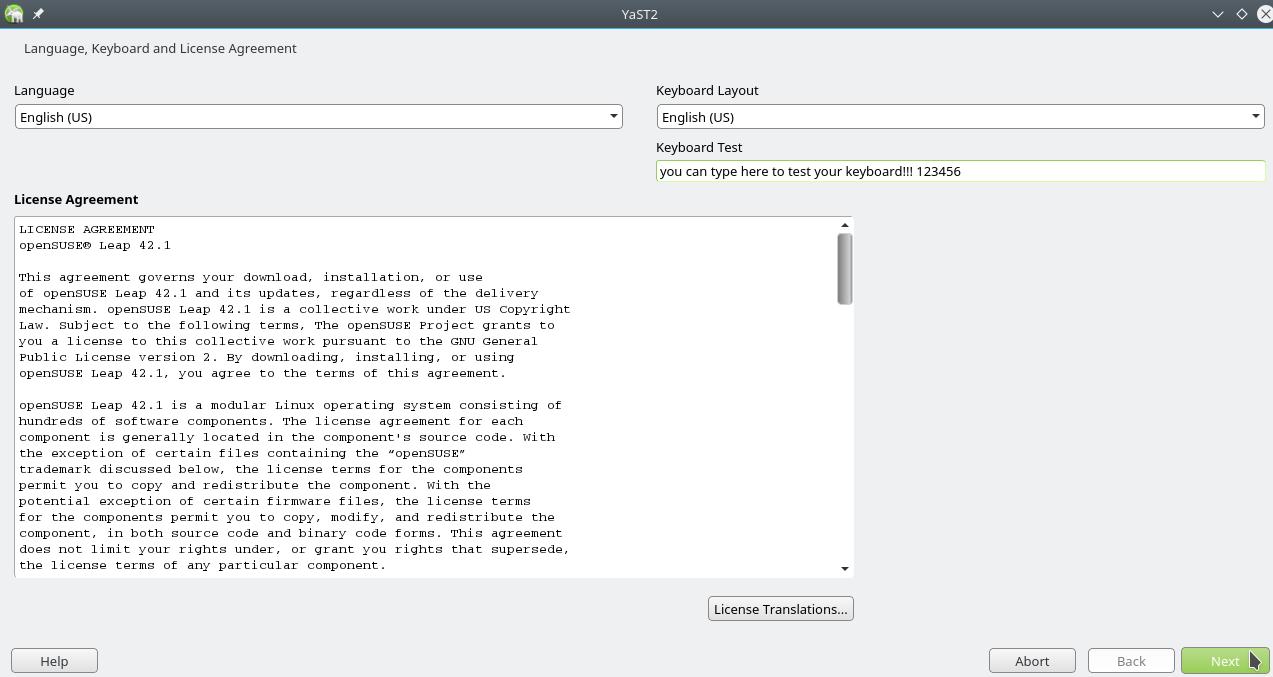 YaST2
Language, Keyboard and License Agreement
Language
Keyboard Layout
English (US)
English (US)
Keyboard Test
you can type here to test your keyboard!!! 123456
License Agreement
LICENSE AGREEMENT
openSUSE® Leap 42.1
This agreement governs your download, installation, or use
of openSUSE Leap 42.1 and its updates, regardless of the delivery
mechanism. openSUSE Leap 42.1 is a collective work under US Copyright
Law. Subject to the following terms, The openSUSE Project grants to
you a license to this collective work pursuant to the GNU General
Public License version 2. By downloading, installing, or using
openSUSE Leap 42.1, you agree to the terms of this agreement.
openSUSE Leap 42.1 is a modular Linux operating system consisting of
hundreds of software components. The license agreement for each
component is generally located in the component's source code. With
the exception of certain files containing the “openSUSE”
trademark discussed below, the license terms for the components
permit you to copy and redistribute the component. With the
potential exception of certain firmware files, the license terms
for the components permit you to copy, modify, and redistribute the
component, in both source code and binary code forms. This agreement
does not limit your rights under, or grant you rights that supersede,
the license terms of any particular component.
License Translations...
Help
Abort
Back
Next